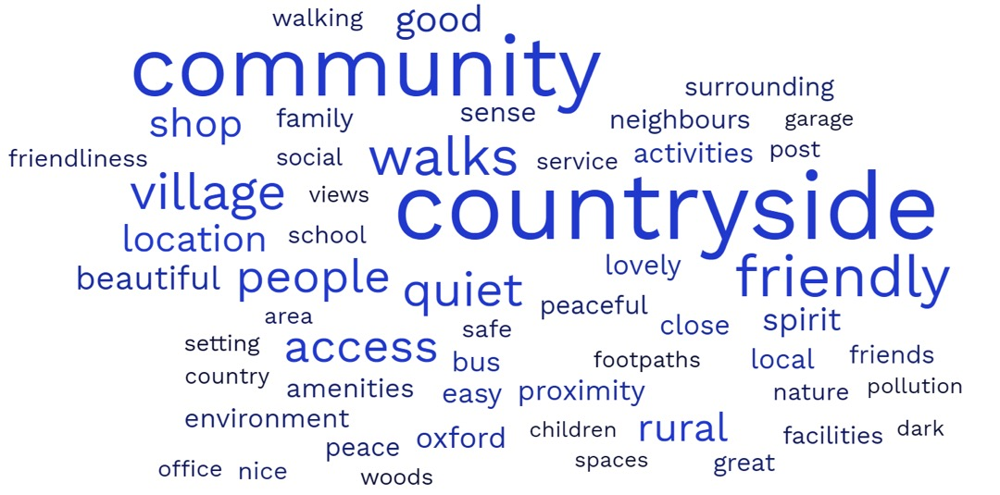 walking good
community
surrounding
shop family sense neighbours garage
friendliness social walks service activities post
village views countryside
location school
beautiful people quiet lovely friendly
area safe peaceful close spirit
setting access bus footpaths local friends
country amenities easy proximity nature pollution
environment oxford children rural facilities dark
peace spaces great
office nice woods